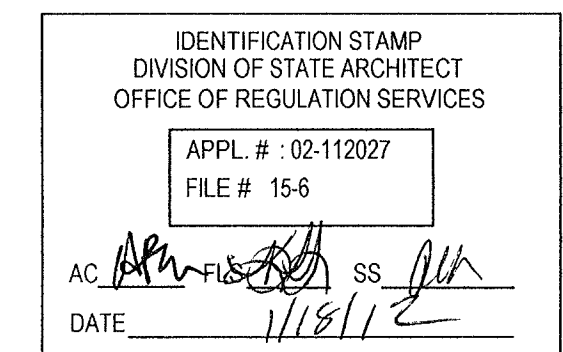 IDENTIFICATION STAMP
DIVISION OF STATE ARCHITECT
OFFICE OF REGULATION SERVICES
APPL. # : 02-112027
FILE # 15-6
AC FLS SS
DATE 1/18/12